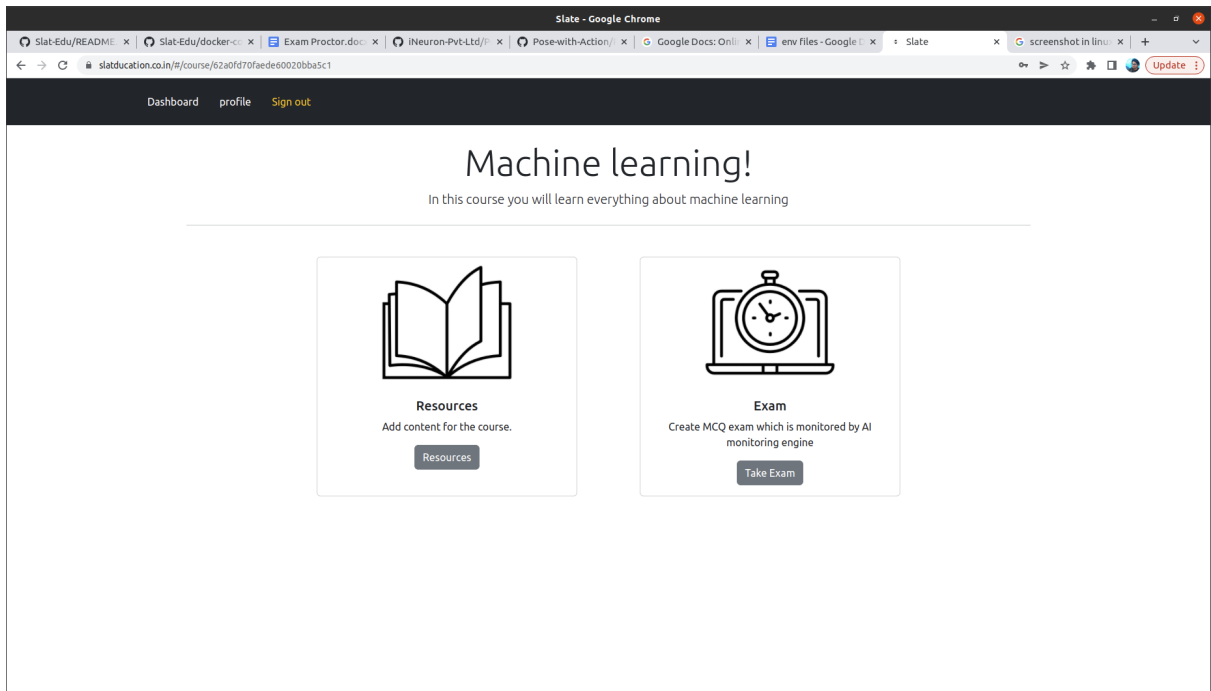 Slate - Google Chrome
Slat-Edu/README
Slat-Edu/docker-co
Exam Proctor.doc
iNeuron-Pvt-Ltd/P
Pose-with-Action/
Google Docs: Onli
env files - Google D
Slate
screenshot in linu
slatducation.co.in/#/course/62a0fd70faede60020bba5c1
Update
Dashboard profile Sign out
Machine learning!
In this course you will learn everything about machine learning
Resources
Add content for the course.
Resources
Exam
Create MCQ exam which is monitored by AI
monitoring engine
Take Exam